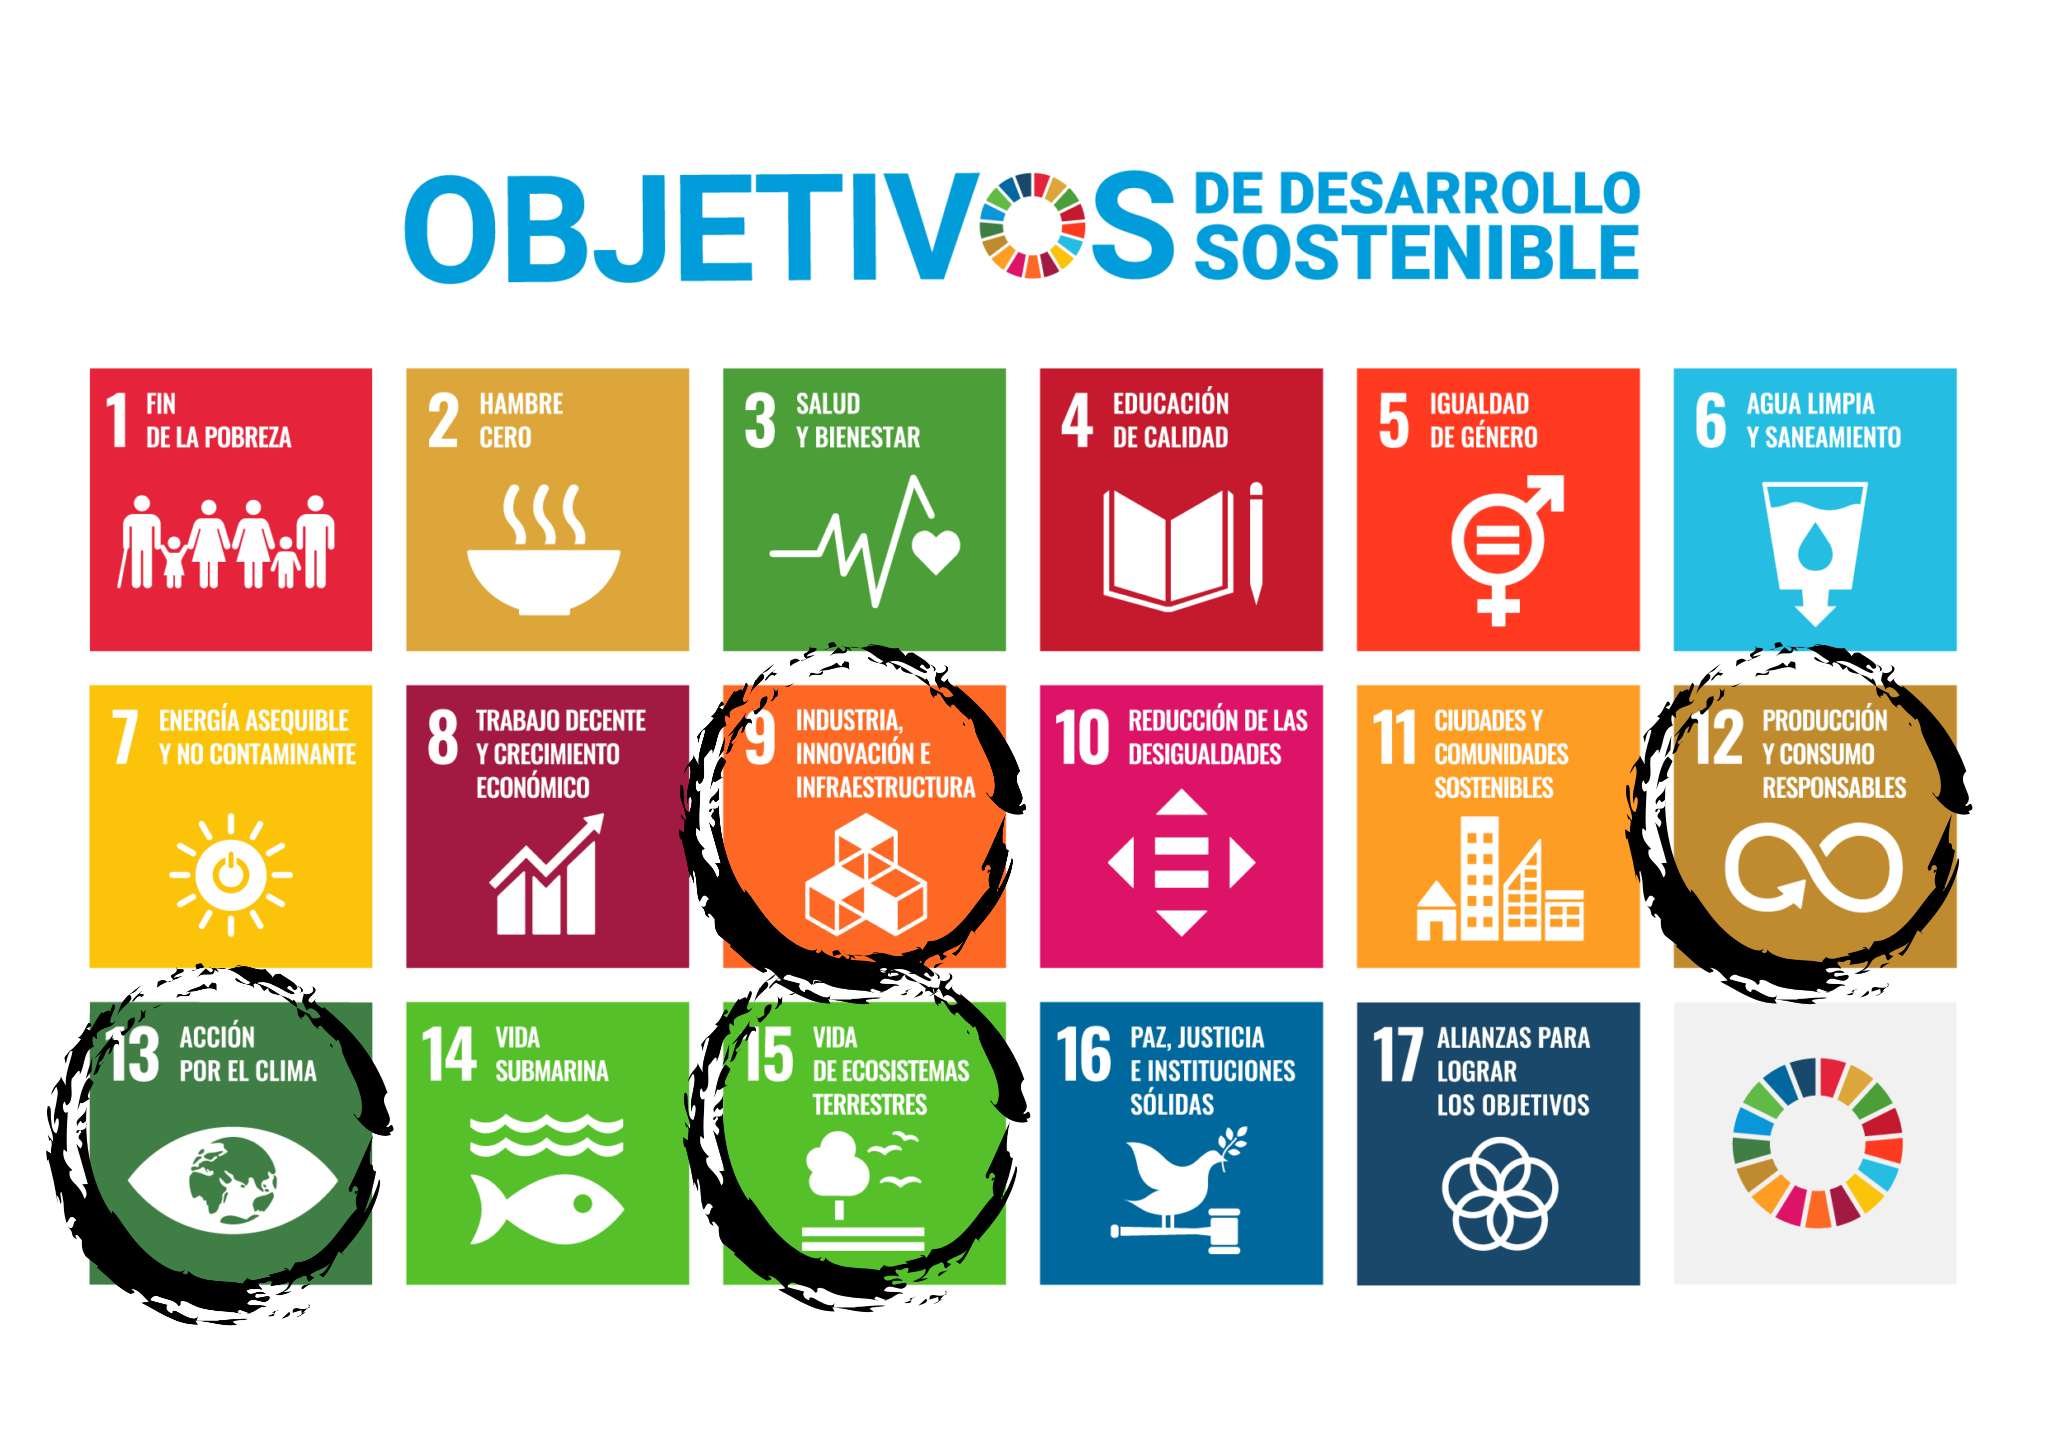 OBJETIVOS DE DESARROLLO
SOSTENIBLE
1 FIN
DE LA POBREZA
2 HAMBRE
CERO
3 SALUD
Y BIENESTAR
4 EDUCACIÓN
DE CALIDAD
5 IGUALDAD
DE GÉNERO
6 AGUA LIMPIA
Y SANEAMIENTO
7 ENERGÍA ASEQUIBLE
Y NO CONTAMINANTE
8 TRABAJO DECENTE
Y CRECIMIENTO
ECONÓMICO
9 INDUSTRIA,
INNOVACIÓN E
INFRAESTRUCTURA
10 REDUCCIÓN DE LAS
DESIGUALDADES
11 CIUDADES Y
COMUNIDADES
SOSTENIBLES
12 PRODUCCIÓN
Y CONSUMO
RESPONSABLES
13 ACCIÓN
POR EL CLIMA
14 VIDA
SUBMARINA
15 VIDA
DE ECOSISTEMAS
TERRESTRES
16 PAZ, JUSTICIA
E INSTITUCIONES
SÓLIDAS
17 ALIANZAS PARA
LOGRAR
LOS OBJETIVOS